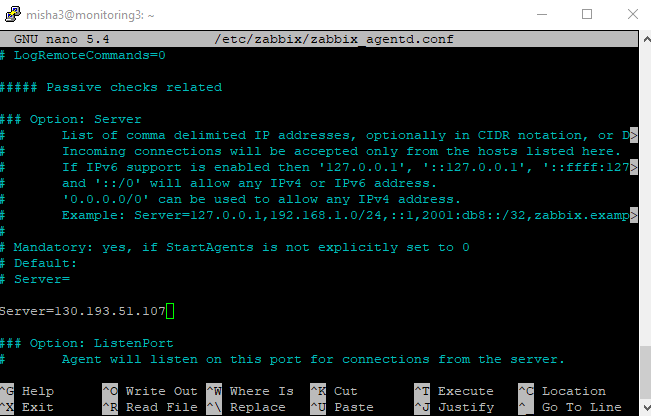 misha3@monitoring3: ~
GNU nano 5.4 /etc/zabbix/zabbix_agentd.conf
# LogRemoteCommands=0
##### Passive checks related
### Option: Server
# List of comma delimited IP addresses, optionally in CIDR notation, or D>
# Incoming connections will be accepted only from the hosts listed here.
# If IPv6 support is enabled then '127.0.0.1', '::127.0.0.1', '::ffff:127>
# and '::/0' will allow any IPv4 or IPv6 address.
# '0.0.0.0/0' can be used to allow any IPv4 address.
# Example: Server=127.0.0.1,192.168.1.0/24,::1,2001:db8::/32,zabbix.examp>
#
# Mandatory: yes, if StartAgents is not explicitly set to 0
# Default:
# Server=
Server=130.193.51.107
### Option: ListenPort
# Agent will listen on this port for connections from the server.
^G Help ^O Write Out ^W Where Is ^K Cut ^T Execute ^C Location
^X Exit ^R Read File ^\ Replace ^U Paste ^J Justify ^_ Go To Line